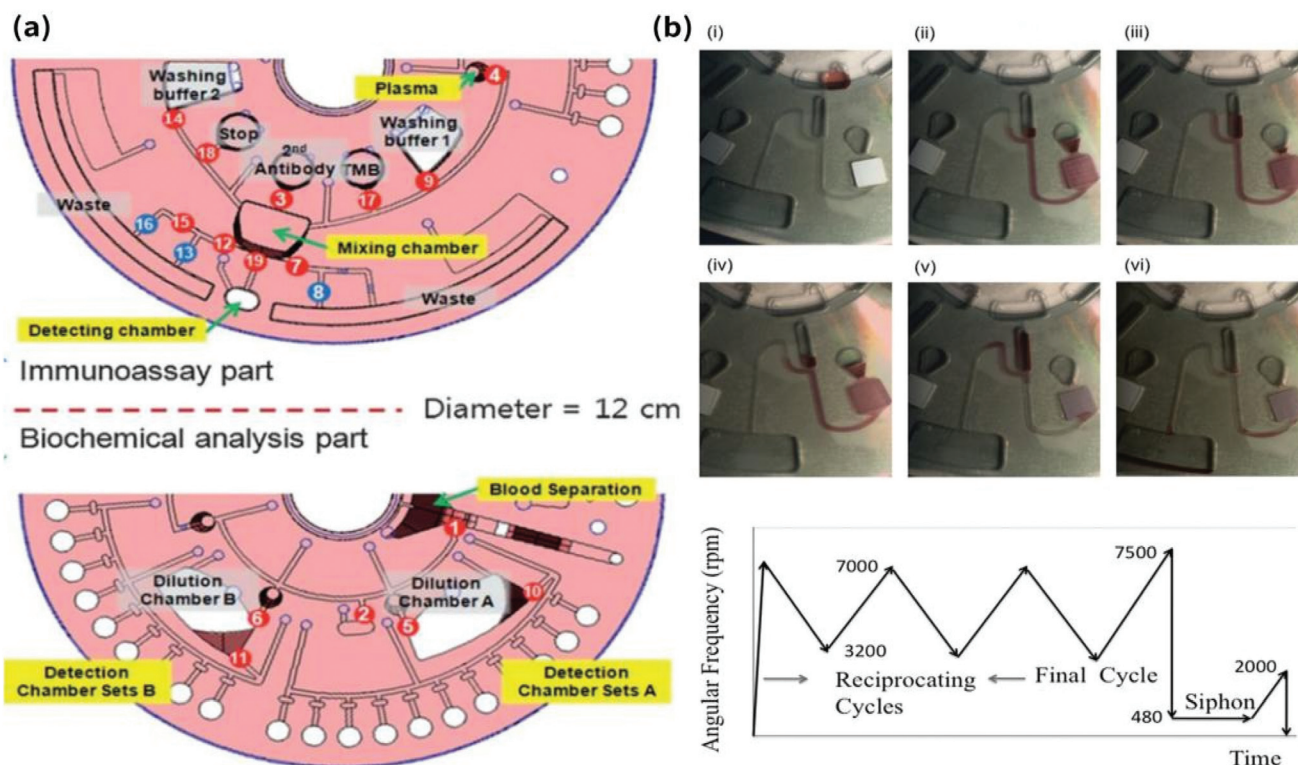 (a)
Washing
buffer 2
14
Stop
18
2nd
Antibody
3
TMB
17
Plasma
4
Washing
buffer 1
9
Waste
16
15
13
12
19
7
8
Mixing chamber
Waste
Detecting chamber
Immunoassay part
Diameter = 12 cm
Biochemical analysis part
Blood Separation
1
Dilution
Chamber B
6
11
2
Dilution
Chamber A
5
10
Detection
Chamber Sets B
Detection
Chamber Sets A
(b)
(i)
(ii)
(iii)
(iv)
(v)
(vi)
Angular Frequency (rpm)
7000
3200
7500
Reciprocating
Cycles
Final Cycle
480
Siphon
2000
Time